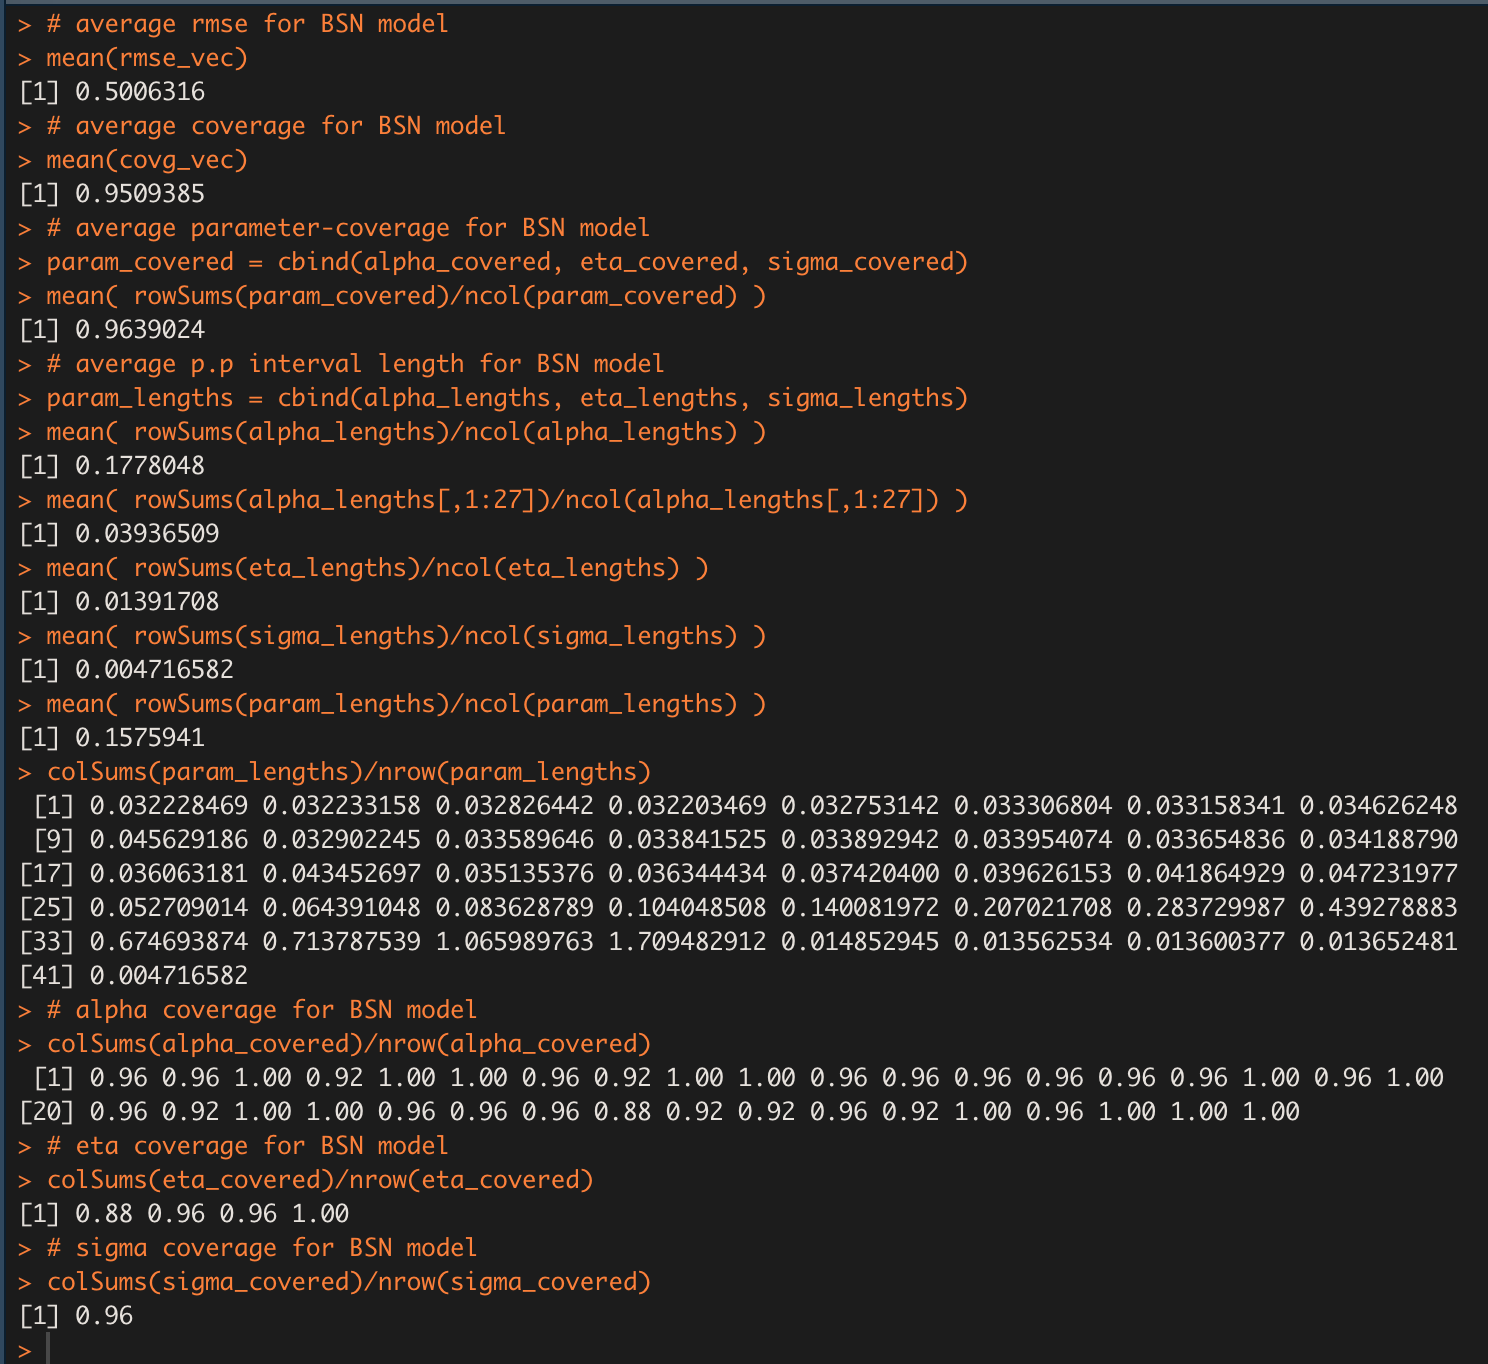 > # average rmse for BSN model
> mean(rmse_vec)
[1] 0.5006316
> # average coverage for BSN model
> mean(covg_vec)
[1] 0.9509385
> # average parameter-coverage for BSN model
> param_covered = cbind(alpha_covered, eta_covered, sigma_covered)
> mean( rowSums(param_covered)/ncol(param_covered) )
[1] 0.9639024
> # average p.p interval length for BSN model
> param_lengths = cbind(alpha_lengths, eta_lengths, sigma_lengths)
> mean( rowSums(alpha_lengths)/ncol(alpha_lengths) )
[1] 0.1778048
> mean( rowSums(alpha_lengths[,1:27])/ncol(alpha_lengths[,1:27]) )
[1] 0.03936509
> mean( rowSums(eta_lengths)/ncol(eta_lengths) )
[1] 0.01391708
> mean( rowSums(sigma_lengths)/ncol(sigma_lengths) )
[1] 0.004716582
> mean( rowSums(param_lengths)/ncol(param_lengths) )
[1] 0.1575941
> colSums(param_lengths)/nrow(param_lengths)
 [1] 0.032228469 0.032233158 0.032826442 0.032203469 0.032753142 0.033306804 0.033158341 0.034626248
 [9] 0.045629186 0.032902245 0.033589646 0.033841525 0.033892942 0.033954074 0.033654836 0.034188790
[17] 0.036063181 0.043452697 0.035135376 0.036344434 0.037420400 0.039626153 0.041864929 0.047231977
[25] 0.052709014 0.064391048 0.083628789 0.104048508 0.140081972 0.207021708 0.283729987 0.439278883
[33] 0.674693874 0.713787539 1.065989763 1.709482912 0.014852945 0.013562534 0.013600377 0.013652481
[41] 0.004716582
> # alpha coverage for BSN model
> colSums(alpha_covered)/nrow(alpha_covered)
 [1] 0.96 0.96 1.00 0.92 1.00 1.00 0.96 0.92 1.00 1.00 0.96 0.96 0.96 0.96 0.96 0.96 1.00 0.96 1.00
[20] 0.96 0.92 1.00 1.00 0.96 0.96 0.96 0.88 0.92 0.92 0.96 0.92 1.00 0.96 1.00 1.00 1.00
> # eta coverage for BSN model
> colSums(eta_covered)/nrow(eta_covered)
[1] 0.88 0.96 0.96 1.00
> # sigma coverage for BSN model
> colSums(sigma_covered)/nrow(sigma_covered)
[1] 0.96
>